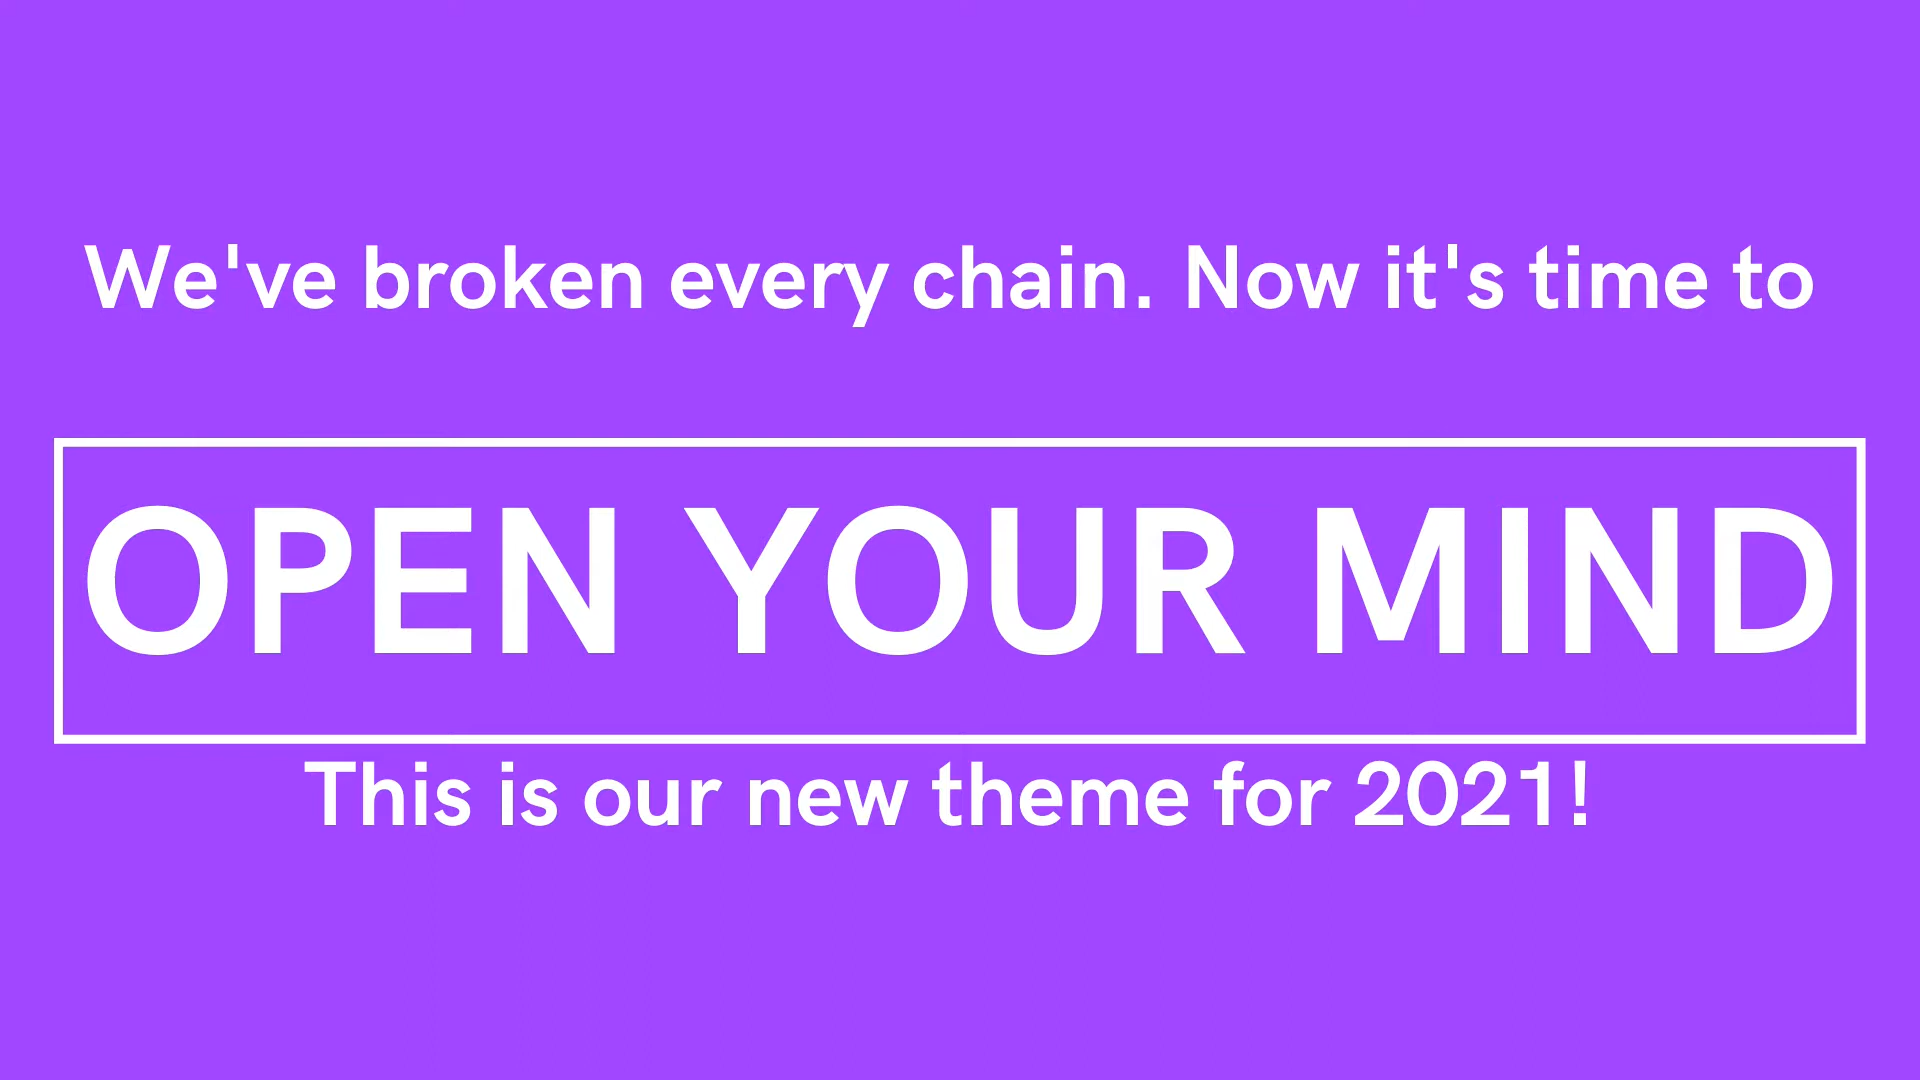 We've broken every chain. Now it's time to
OPEN YOUR MIND
This is our new theme for 2021!